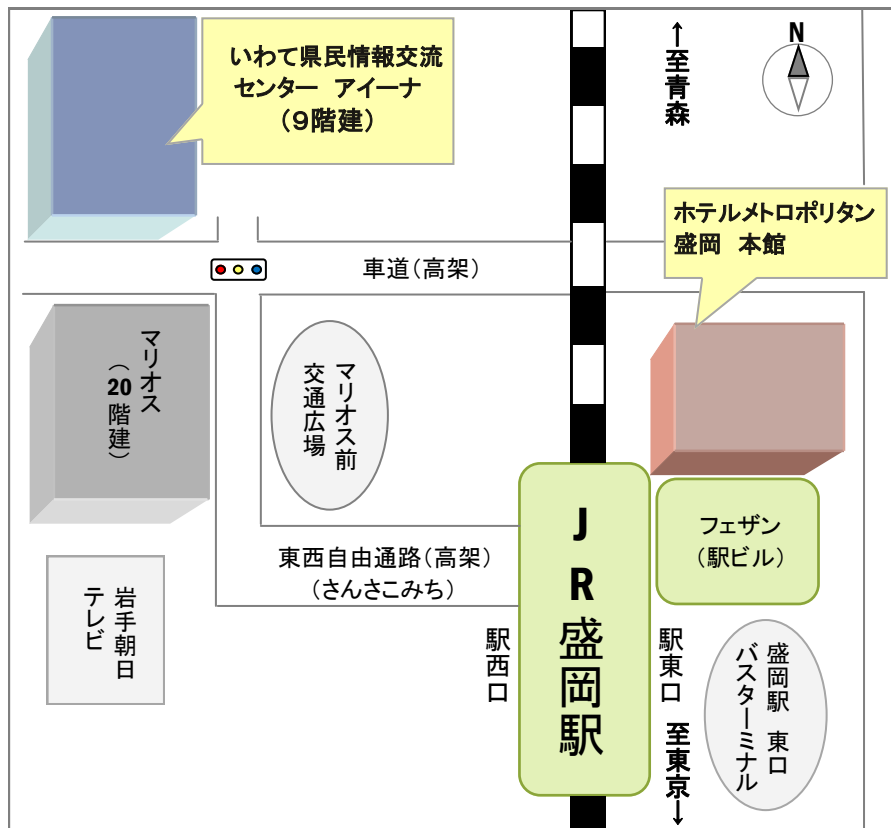 いわて県民情報交流
センター アイーナ
（９階建）
↑至青森
N
ホテルメトロポリタン
盛岡 本館
車道（高架）
マリオス
（20階建）
マリオス前
交通広場
JR盛岡駅
フェザン
（駅ビル）
東西自由通路（高架）
（さんさこみち）
岩手朝日
テレビ
駅西口
駅東口
盛岡駅 東口
バスターミナル
至東京↓